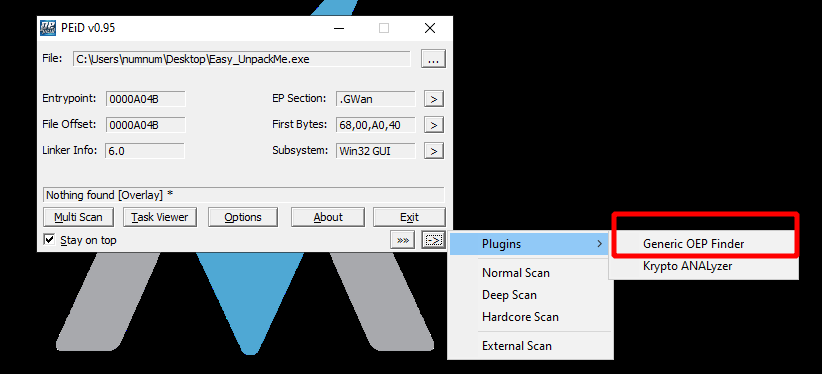 PEiD v0.95
File: C:\Users\numnum\Desktop\Easy_UnpackMe.exe ...
Entrypoint: 0000A04B EP Section: .GWan >
File Offset: 0000A04B First Bytes: 68,00,A0,40 >
Linker Info: 6.0 Subsystem: Win32 GUI >
Nothing found [Overlay] *
Multi Scan Task Viewer Options About Exit
Stay on top »» ->
Plugins >
Generic OEP Finder
Krypto ANALyzer
Normal Scan
Deep Scan
Hardcore Scan
External Scan